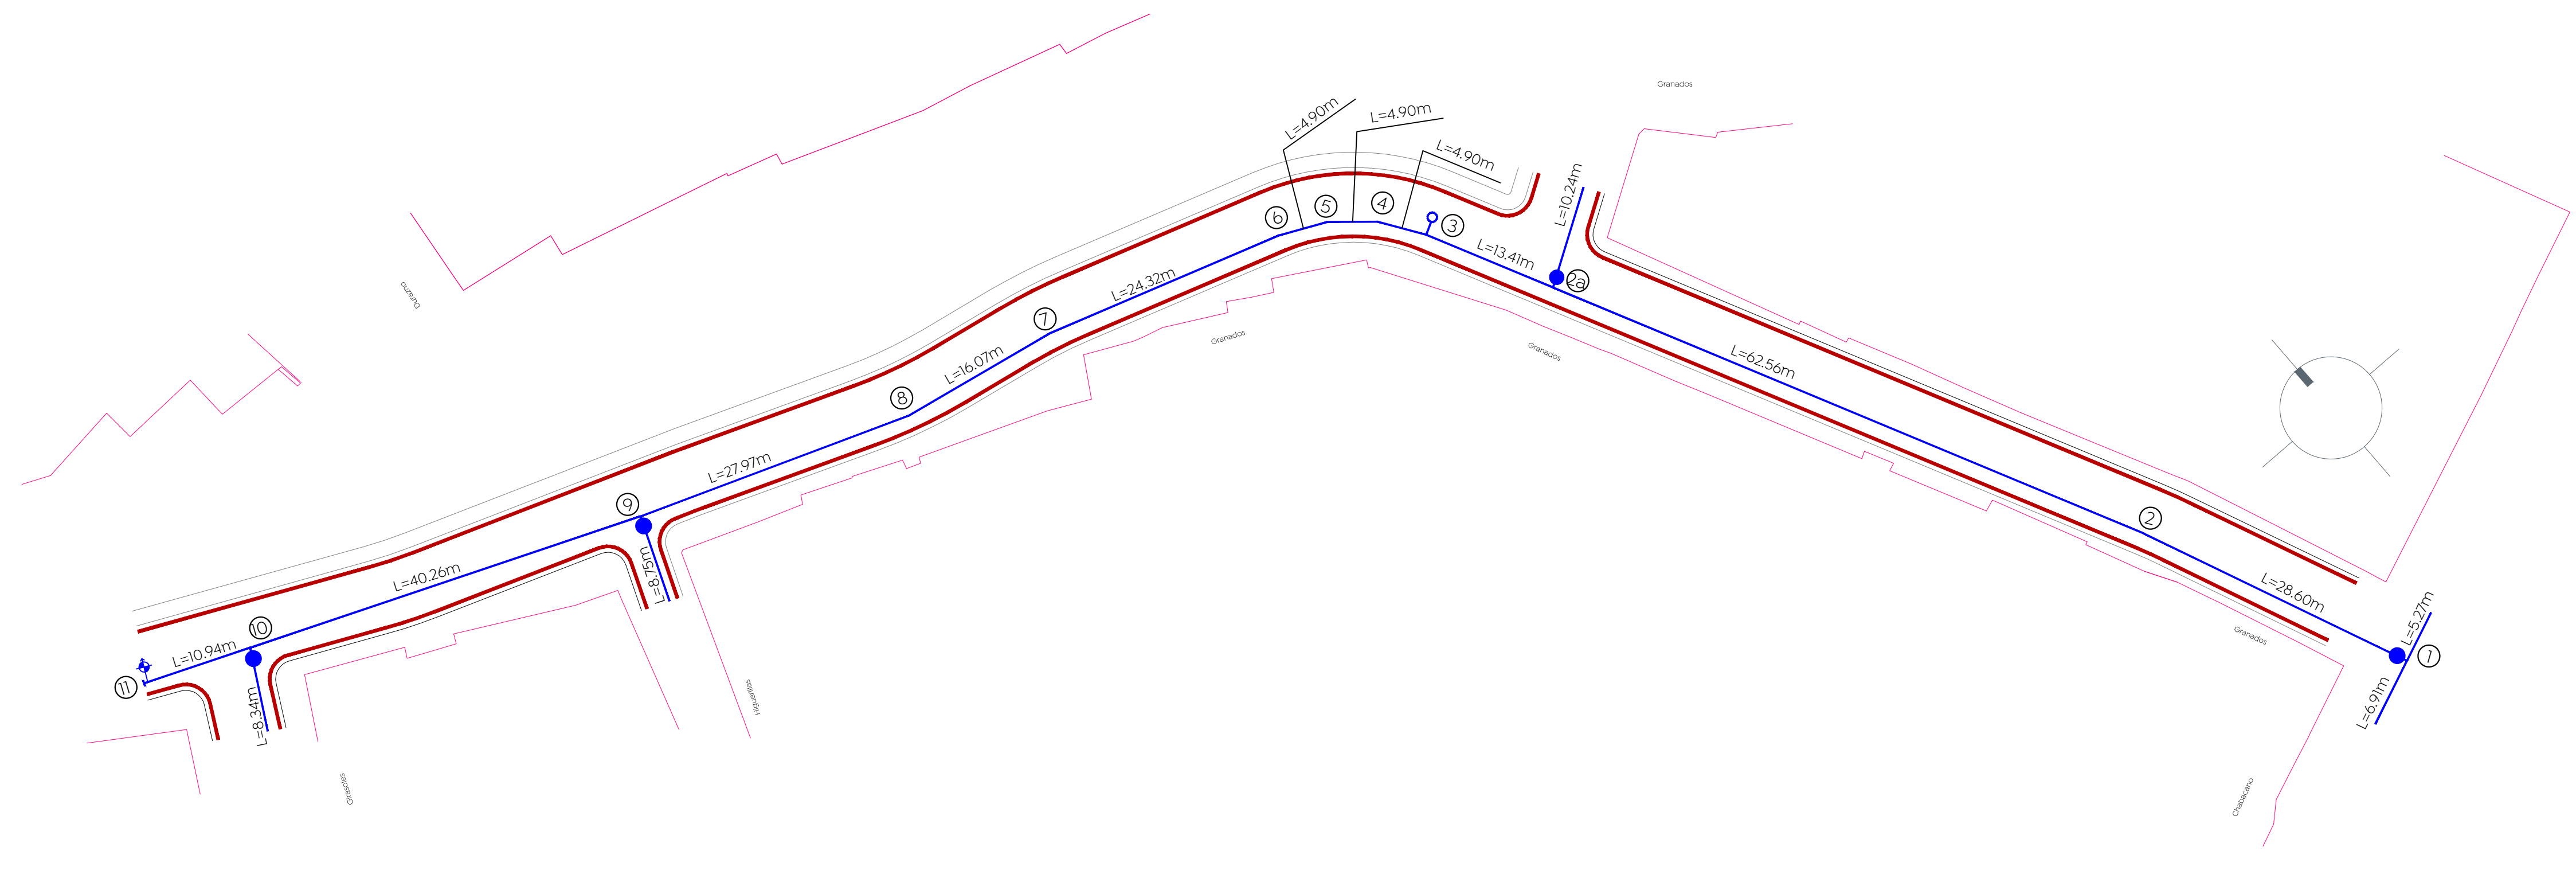 Granados
L=4.90m
L=4.90m
L=4.90m
L=10.24m
6
5
4
3
L=13.41m
2a
Durazno
L=24.32m
7
Granados
Granados
L=16.07m
L=62.56m
8
L=27.97m
9
2
L=40.26m
L=8.75m
L=28.60m
L=5.27m
10
L=10.94m
Granados
1
11
L=8.34m
Higuerillas
L=6.91m
Girasoles
Chabacano